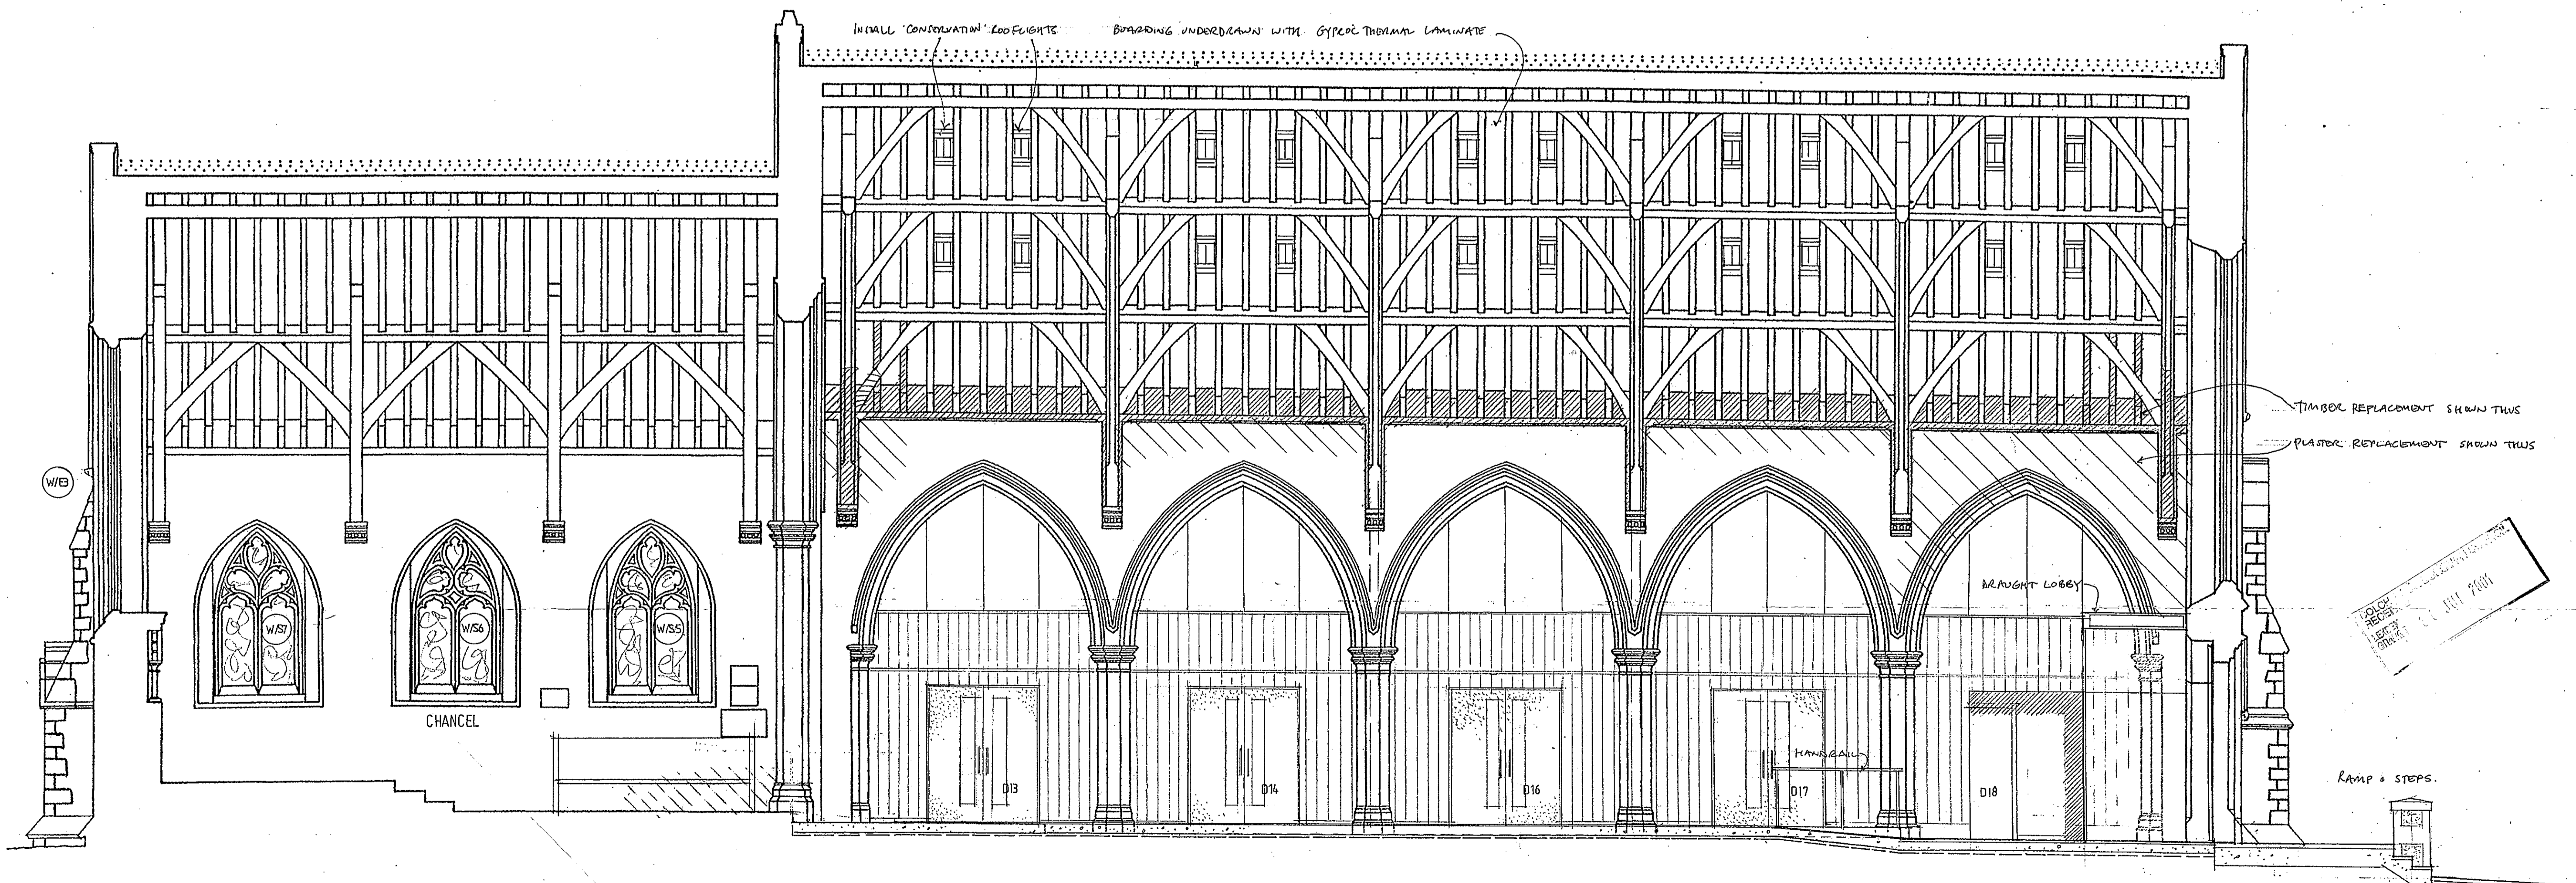 INSTALL 'CONSERVATION' ROOFLIGHTS
BOARDING UNDERDRAWN WITH GYPROC THERMAL LAMINATE
TIMBER REPLACEMENT SHOWN THUS
PLASTER REPLACEMENT SHOWN THUS
W/E3
DRAUGHT LOBBY
W/S7
W/S6
W/S5
CHANCEL
HANDRAIL
D13
D14
D16
D17
D18
RAMP & STEPS.
2001